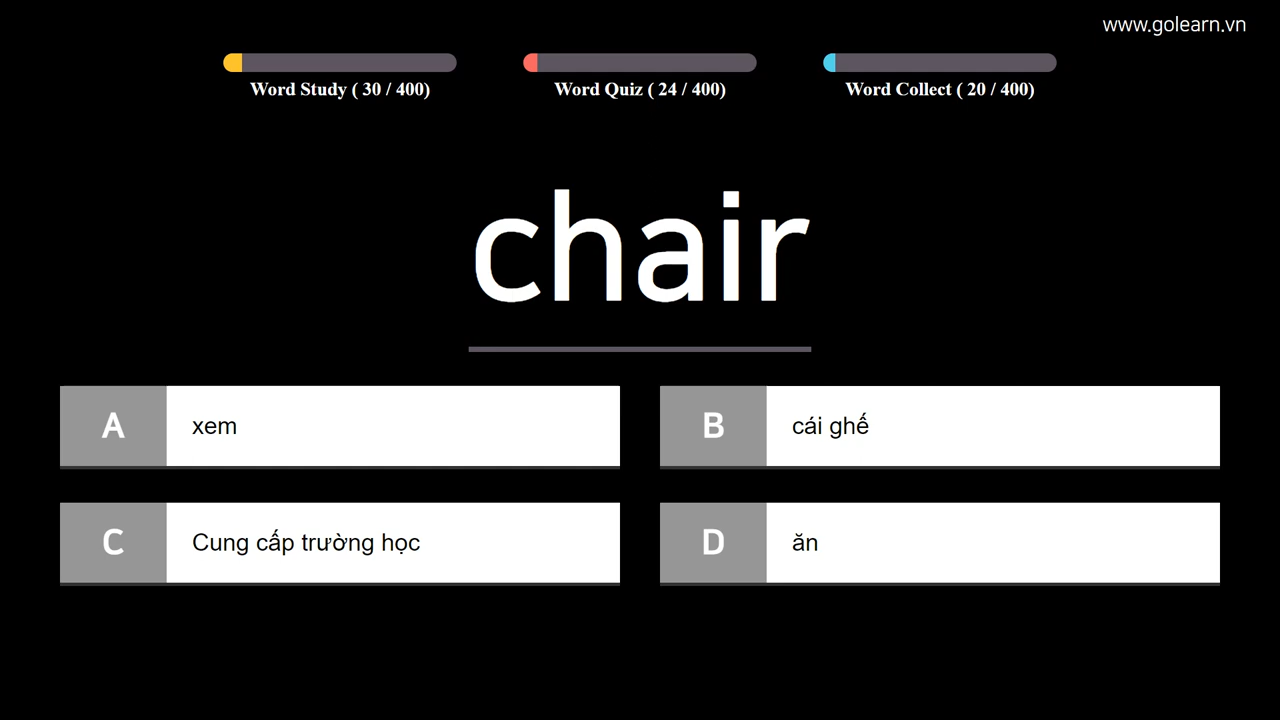 www.golearn.vn
Word Study ( 30 / 400)
Word Quiz ( 24 / 400)
Word Collect ( 20 / 400)
chair
A xem
B cái ghế
C Cung cấp trường học
D ăn